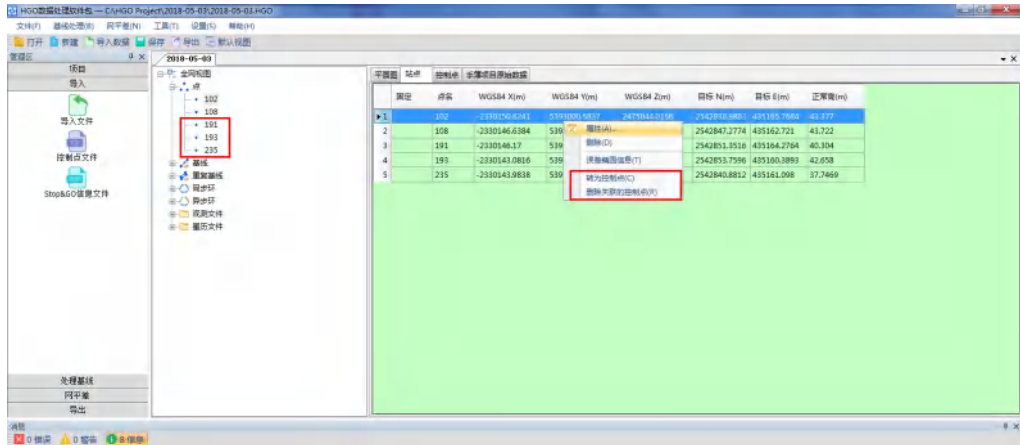 HGO数据处理软件包 — C:\HGO Project\2018-05-03\2018-05-03.HGO
文件(F) 基线处理(B) 网平差(N) 工具(T) 设置(S) 帮助(H)
打开 新建 导入数据 保存 导出 默认视图
管理区
项目
导入
导入文件
控制点文件
Stop&GO信息文件
处理基线
网平差
导出
2018-05-03
全网视图
点
102
108
191
193
235
基线
重复基线
同步环
异步环
观测文件
星历文件
平面图 站点 控制点 手簿项目原始数据
固定 点名 WGS84 X(m) WGS84 Y(m) WGS84 Z(m) 目标 N(m) 目标 E(m) 正常高(m)
1 102 43.377
2 108 -2330146.6384 539 2542847.2774 435162.721 43.722
3 191 -2330146.17 539 2542851.3516 435164.2764 40.304
4 193 -2330143.0816 539 2542853.7596 435160.3893 42.658
5 235 -2330143.9838 539 2542840.8812 435161.098 37.7469
属性(A)...
删除(D)
误差椭圆信息(T)
转为控制点(C)
删除关联的控制点(R)
消息
0 错误 0 警告 8 信息